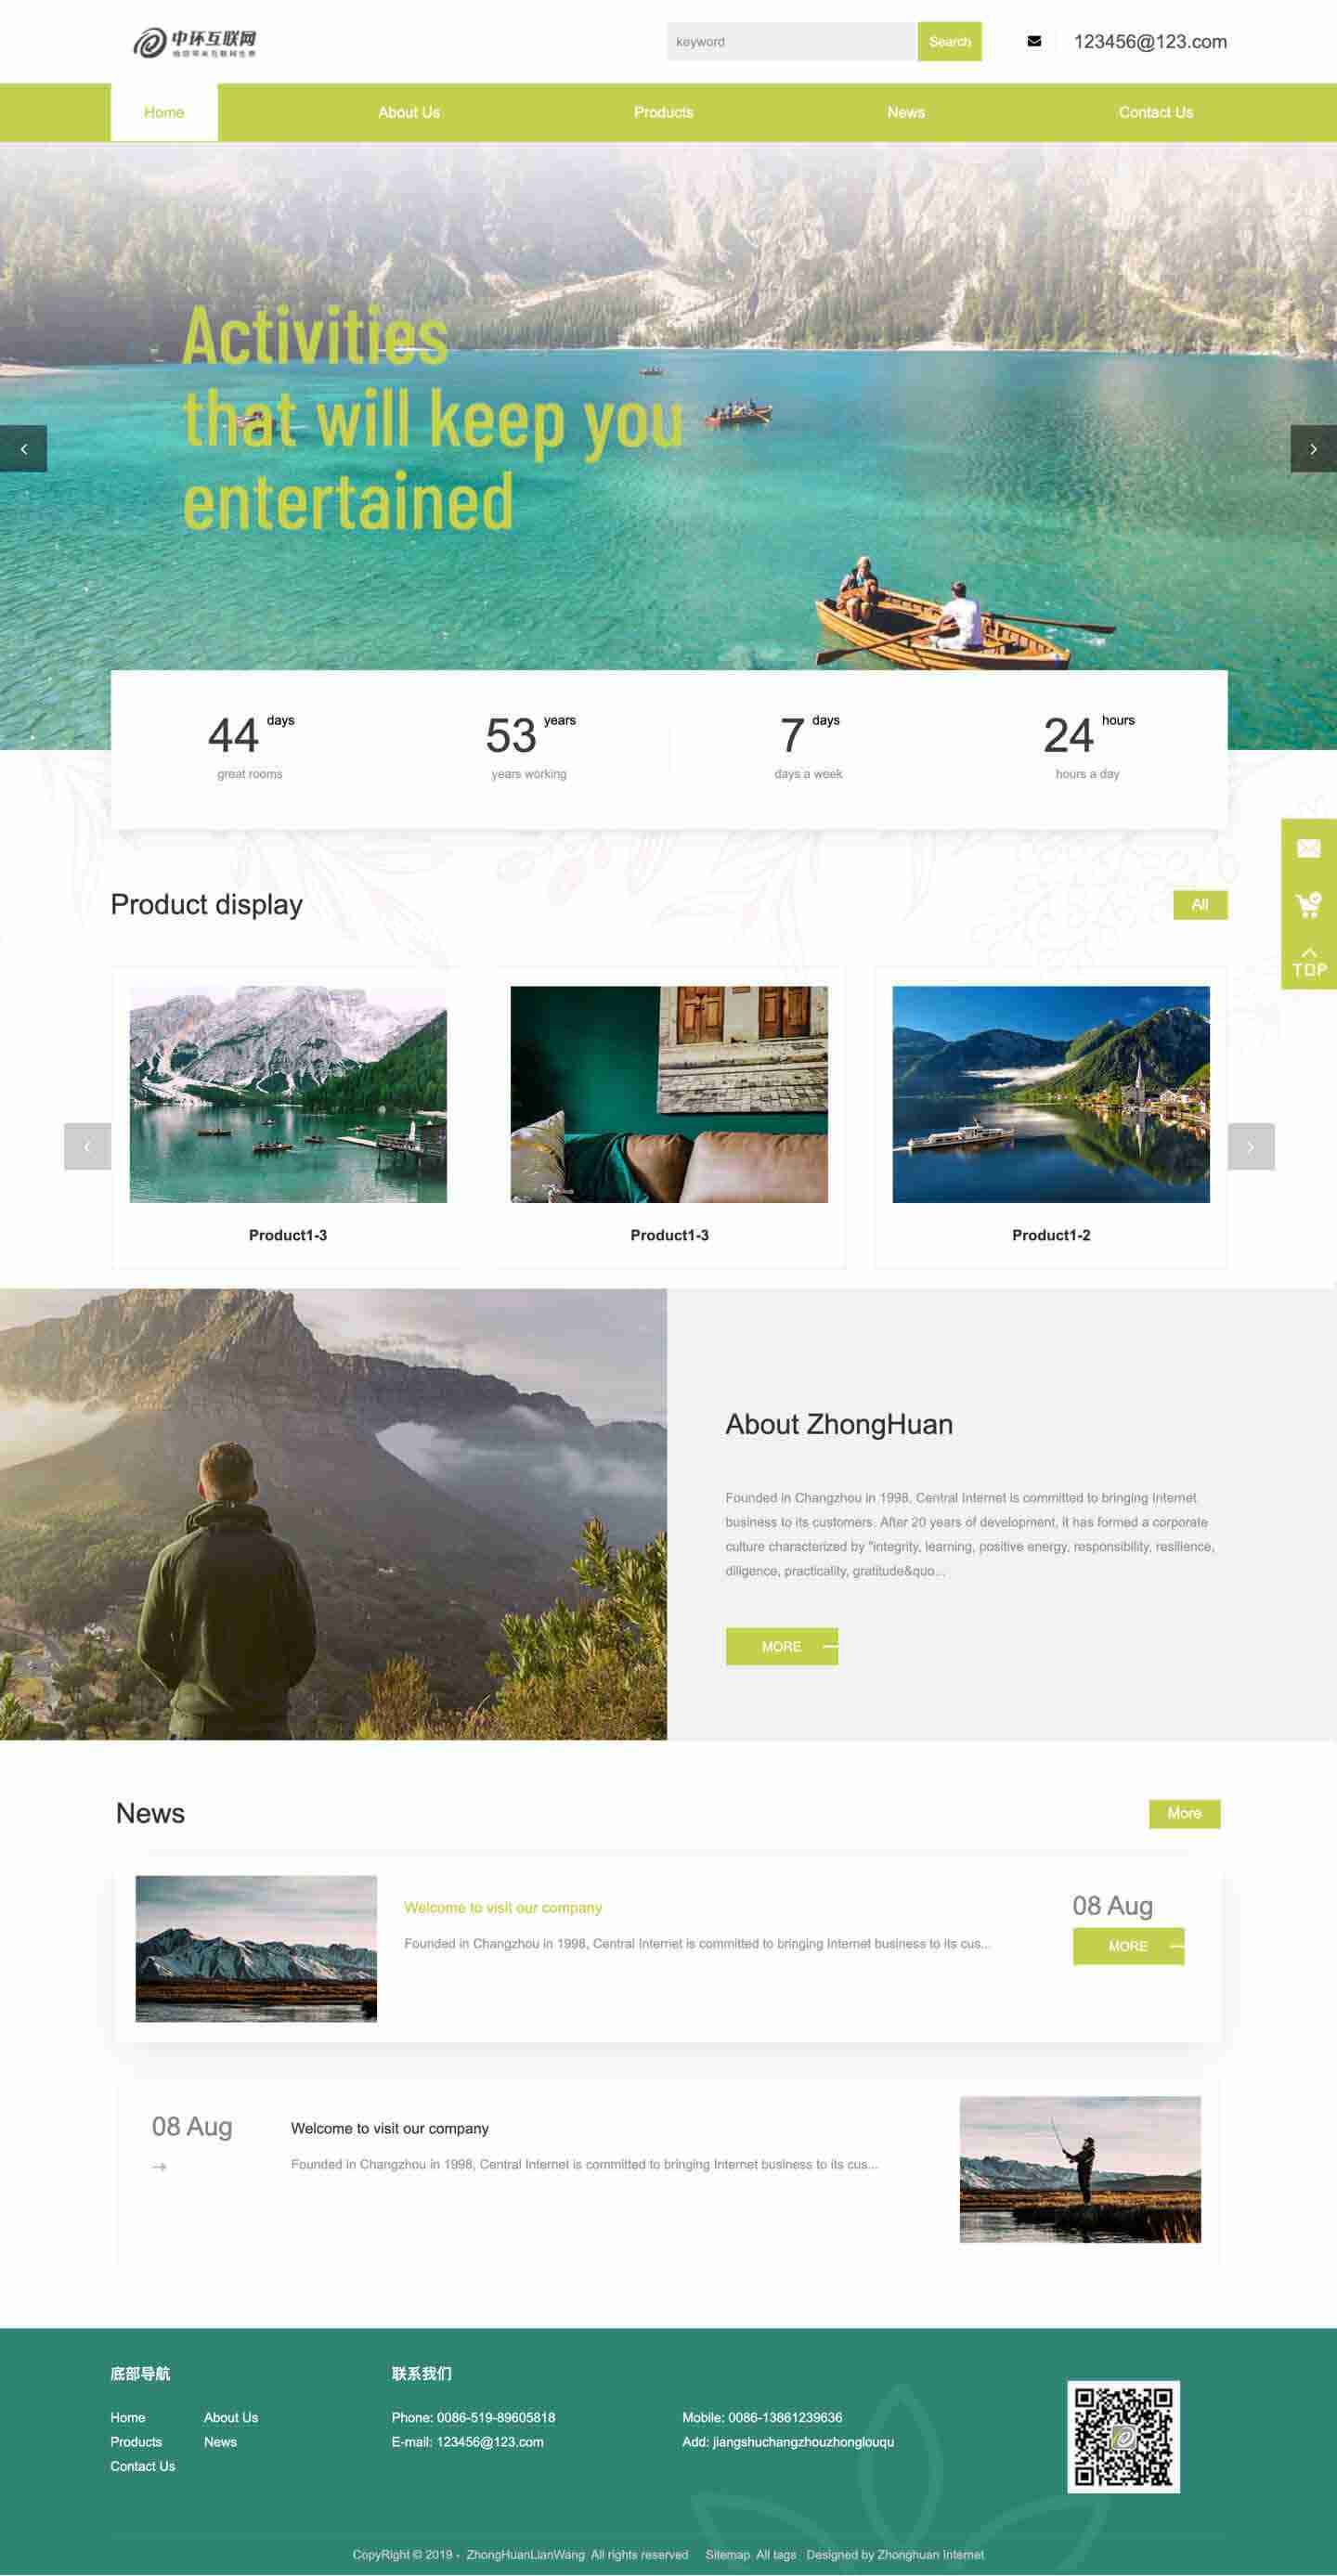 中环互联网
keyword
Search
123456@123.com
Home
About Us
Products
News
Contact Us
Activities
that will keep you
entertained
44 days
great rooms
53 years
years working
7 days
days a week
24 hours
hours a day
TOP
Product display
All
Product1-3
Product1-3
Product1-2
About ZhongHuan
Founded in Changzhou in 1998, Central Internet is committed to bringing Internet
business to its customers. After 20 years of development, it has formed a corporate
culture characterized by "integrity, learning, positive energy, responsibility, resilience,
diligence, practicality, gratitude&quo...
MORE
News
More
Welcome to visit our company
Founded in Changzhou in 1998, Central Internet is committed to bringing Internet business to its cus...
08 Aug
MORE
08 Aug
Welcome to visit our company
Founded in Changzhou in 1998, Central Internet is committed to bringing Internet business to its cus...
底部导航
Home
About Us
Products
News
Contact Us
联系我们
Phone: 0086-519-89605818
Mobile: 0086-13861239636
E-mail: 123456@123.com
Add: jiangshuchangzhouzhonglouqu
CopyRight © 2019 - ZhongHuanLianWang All rights reserved Sitemap All tags Designed by Zhonghuan Internet